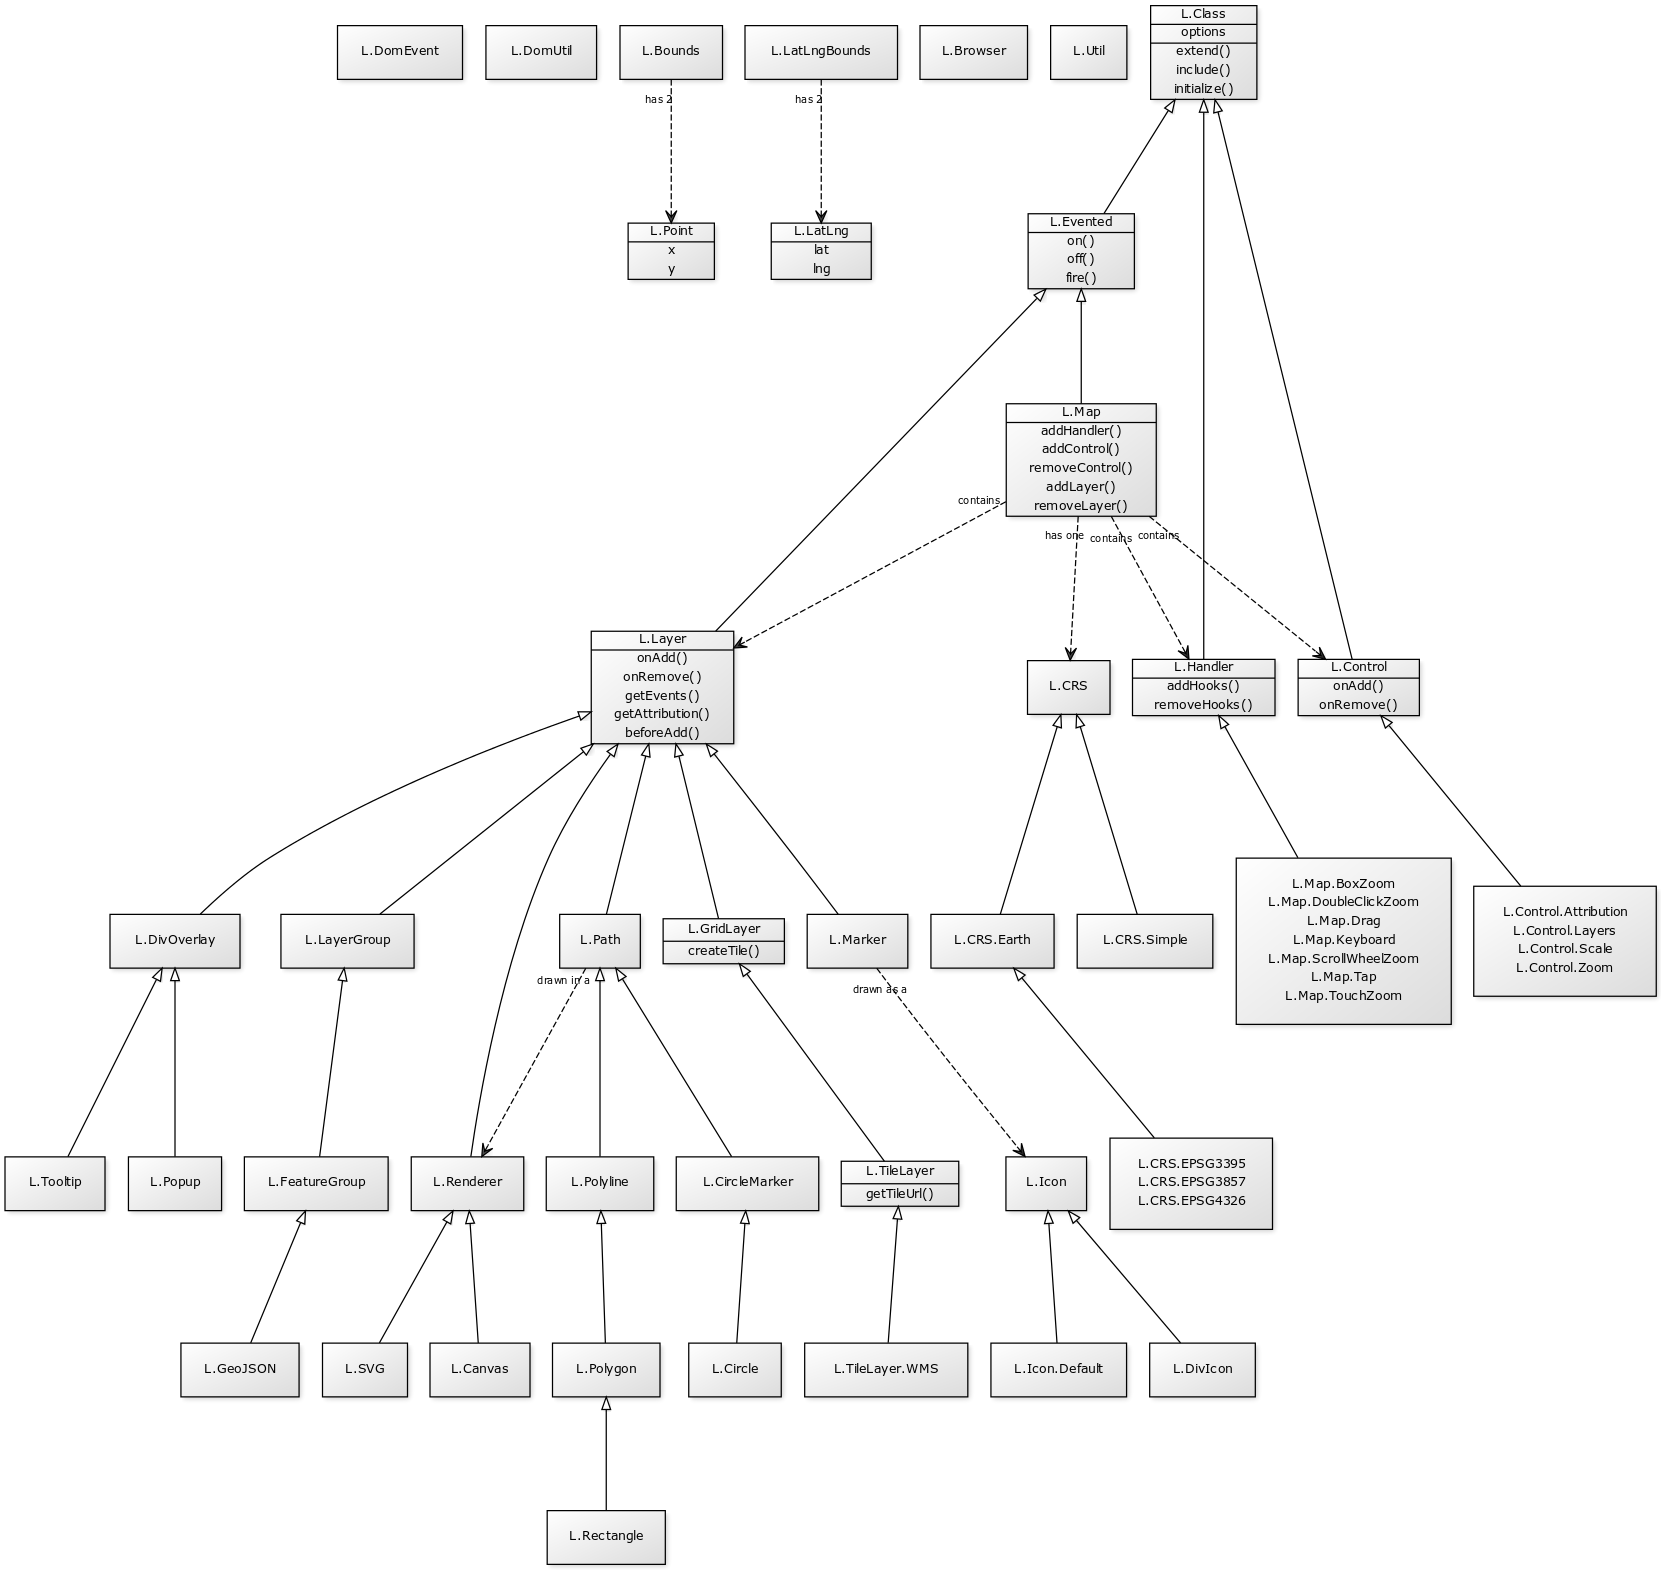 L.DomEvent
L.DomUtil
L.Bounds
L.LatLngBounds
L.Browser
L.Util
L.Class
options
extend()
include()
initialize()
has 2
has 2
L.Point
x
y
L.LatLng
lat
lng
L.Evented
on()
off()
fire()
L.Map
addHandler()
addControl()
removeControl()
addLayer()
removeLayer()
contains
has one
contains
contains
L.Layer
onAdd()
onRemove()
getEvents()
getAttribution()
beforeAdd()
L.CRS
L.Handler
addHooks()
removeHooks()
L.Control
onAdd()
onRemove()
L.DivOverlay
L.LayerGroup
L.Path
L.GridLayer
createTile()
L.Marker
L.CRS.Earth
L.CRS.Simple
L.Map.BoxZoom
L.Map.DoubleClickZoom
L.Map.Drag
L.Map.Keyboard
L.Map.ScrollWheelZoom
L.Map.Tap
L.Map.TouchZoom
L.Control.Attribution
L.Control.Layers
L.Control.Scale
L.Control.Zoom
drawn in a
drawn as a
L.Tooltip
L.Popup
L.FeatureGroup
L.Renderer
L.Polyline
L.CircleMarker
L.TileLayer
getTileUrl()
L.Icon
L.CRS.EPSG3395
L.CRS.EPSG3857
L.CRS.EPSG4326
L.GeoJSON
L.SVG
L.Canvas
L.Polygon
L.Circle
L.TileLayer.WMS
L.Icon.Default
L.DivIcon
L.Rectangle